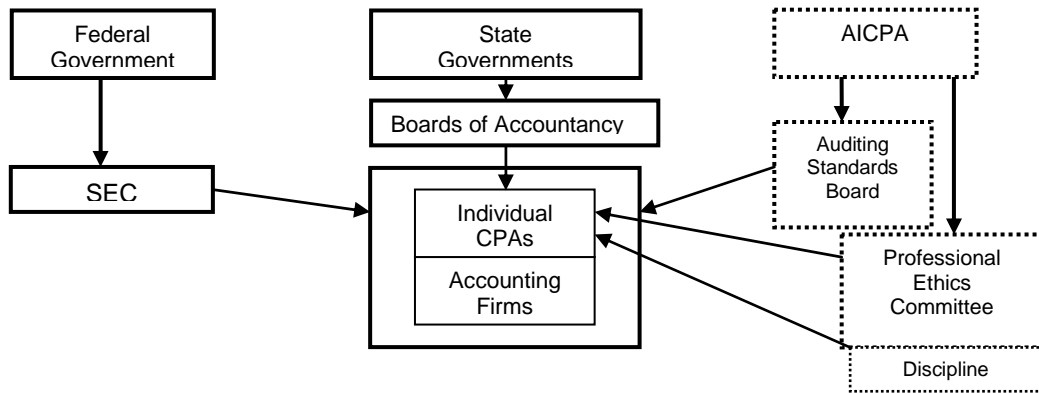 Federal
Government
State
Governments
AICPA
Boards of Accountancy
Auditing
Standards
Board
SEC
Individual
CPAs
Accounting
Firms
Professional
Ethics
Committee
Discipline